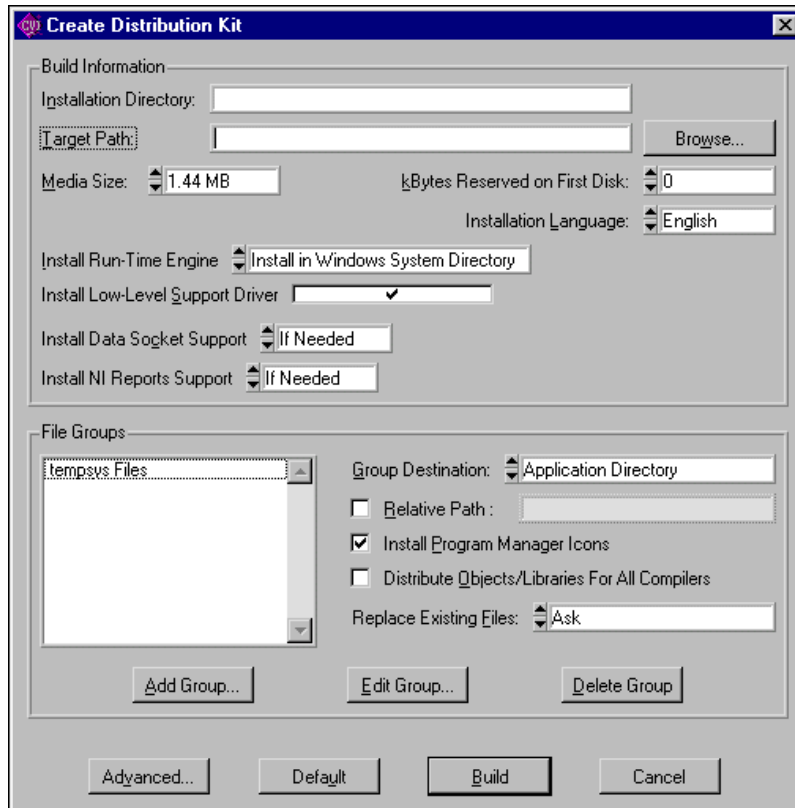 CVI Create Distribution Kit
Build Information
Installation Directory:
Target Path: Browse...
Media Size: 1.44 MB kBytes Reserved on First Disk: 0
Installation Language: English
Install Run-Time Engine Install in Windows System Directory
Install Low-Level Support Driver
Install Data Socket Support If Needed
Install NI Reports Support If Needed
File Groups
tempsys Files Group Destination: Application Directory
Relative Path :
Install Program Manager Icons
Distribute Objects/Libraries For All Compilers
Replace Existing Files: Ask
Add Group... Edit Group... Delete Group
Advanced... Default Build Cancel